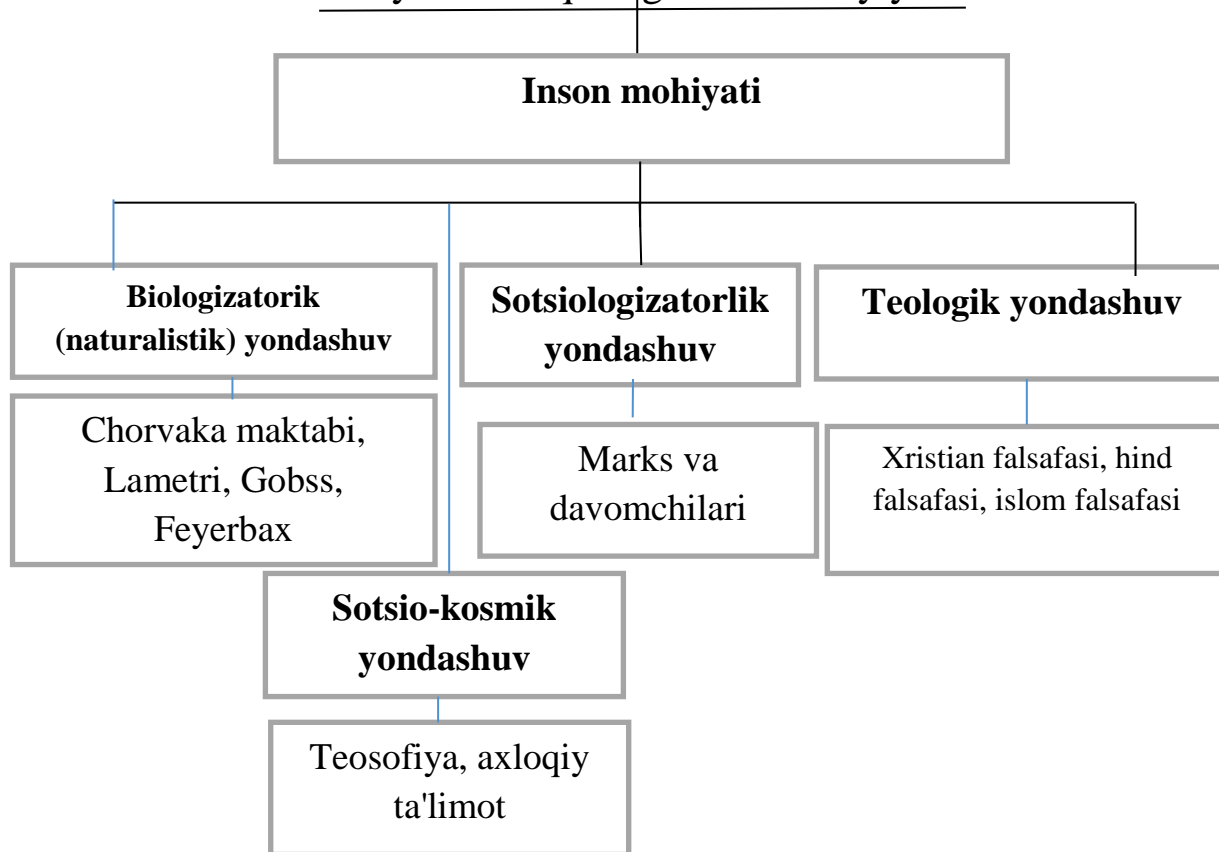 Inson mohiyati
Biologizatorik
(naturalistik) yondashuv
Sotsiologizatorlik
yondashuv
Teologik yondashuv
Chorvaka maktabi,
Lametri, Gobss,
Feyerbax
Marks va
davomchilari
Xristian falsafasi, hind
falsafasi, islom falsafasi
Sotsio-kosmik
yondashuv
Teosofiya, axloqiy
ta'limot